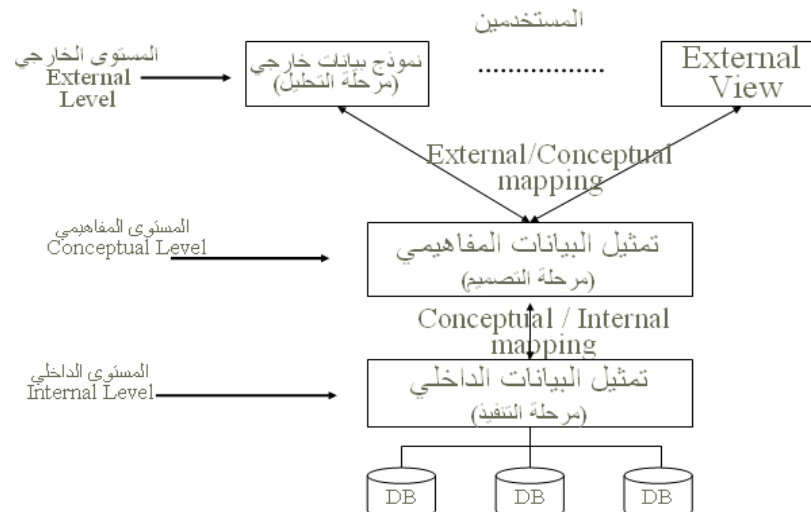 المستخدمين
المستوى الخارجي
External
Level
نموذج بيانات خارجي
(مرحلة التحليل)
....................
External
View
External/Conceptual
mapping
المستوى المفاهيمي
Conceptual Level
تمثيل البيانات المفاهيمي
(مرحلة التصميم)
Conceptual / Internal
mapping
المستوى الداخلي
Internal Level
تمثيل البيانات الداخلي
(مرحلة التنفيذ)
DB
DB
DB